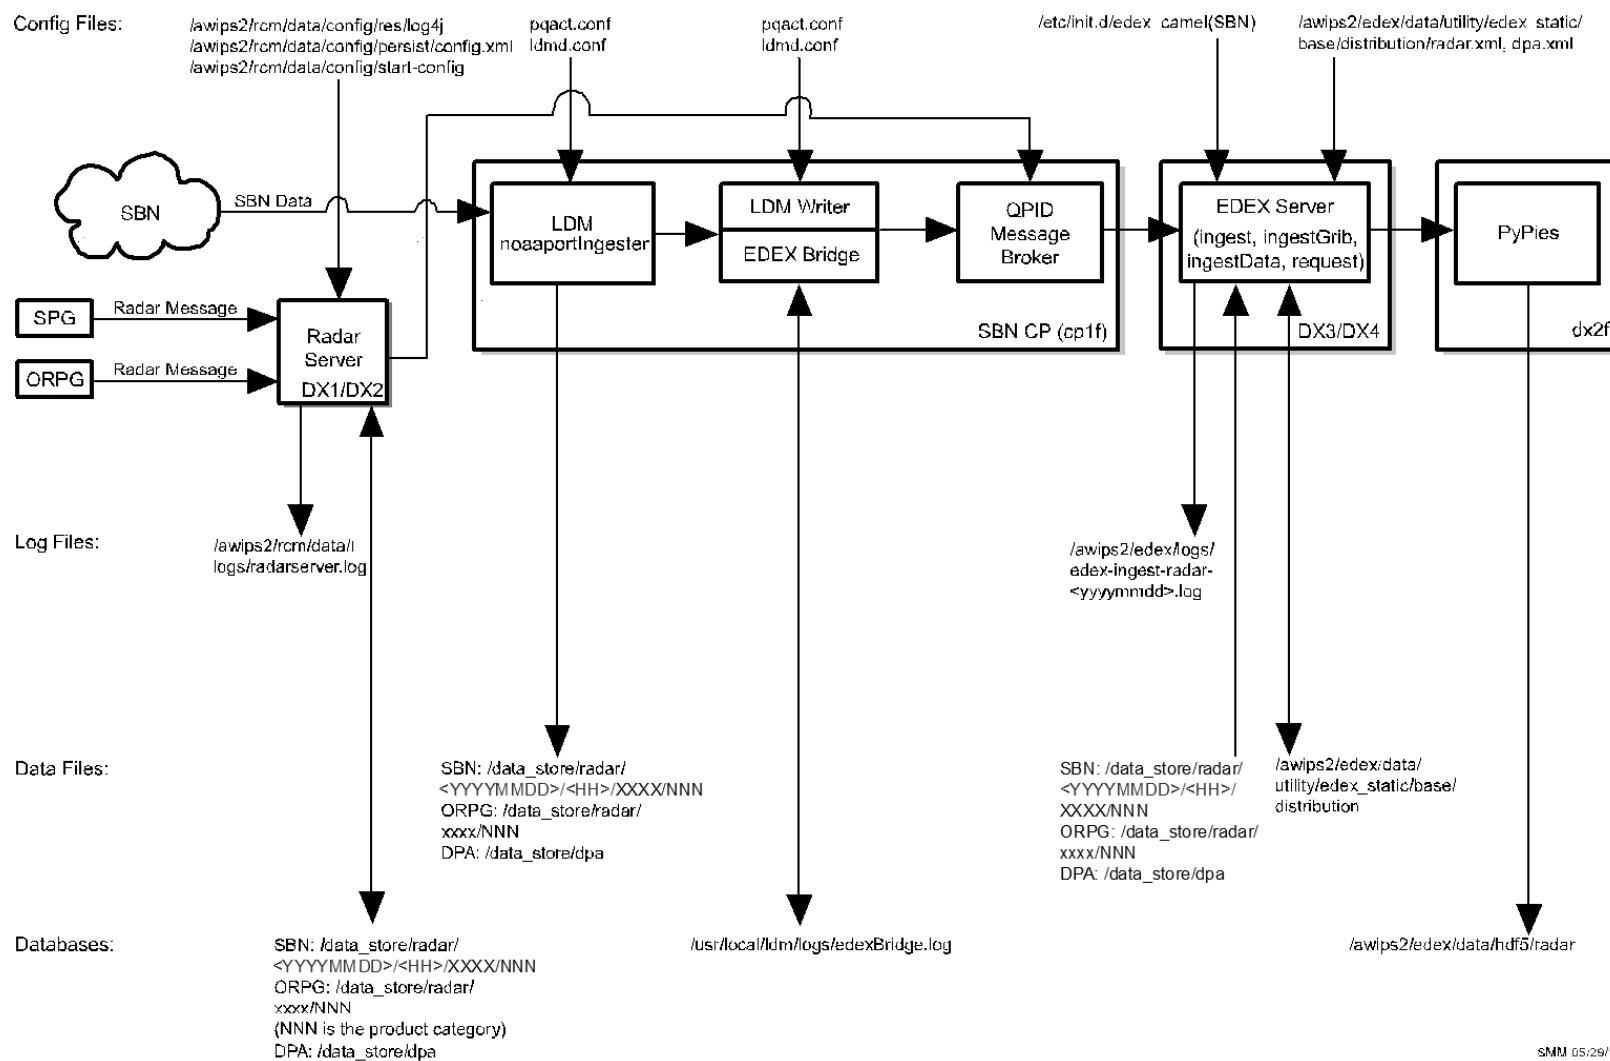 Config Files:
/awips2/rcm/data/config/res/log4j
/awips2/rcm/data/config/persist/config.xml
/awips2/rcm/data/config/start-config
pqact.conf
ldmd.conf
pqact.conf
ldmd.conf
/etc/init.d/edex_camel(SBN)
/awips2/edex/data/utility/edex_static/
base/distribution/radar.xml, dpa.xml
SBN
SBN Data
LDM
noaaportIngester
LDM Writer
EDEX Bridge
QPID
Message
Broker
SBN CP (cp1f)
EDEX Server
(ingest, ingestGrib,
ingestData, request)
DX3/DX4
PyPies
dx2f
SPG
Radar Message
ORPG
Radar Message
Radar
Server
DX1/DX2
Log Files:
/awips2/rcm/data/
logs/radarserver.log
/awips2/edex/logs/
edex-ingest-radar-
<yyyymmdd>.log
Data Files:
SBN: /data_store/radar/
<YYYYMMDD>/<HH>/XXXX/NNN
ORPG: /data_store/radar/
xxxx/NNN
DPA: /data_store/dpa
SBN: /data_store/radar/
<YYYYMMDD>/<HH>/
XXXX/NNN
ORPG: /data_store/radar/
xxxx/NNN
DPA: /data_store/dpa
/awips2/edex/data/
utility/edex_static/base/
distribution
Databases:
SBN: /data_store/radar/
<YYYYMMDD>/<HH>/XXXX/NNN
ORPG: /data_store/radar/
xxxx/NNN
(NNN is the product category)
DPA: /data_store/dpa
/usr/local/ldm/logs/edexBridge.log
/awips2/edex/data/hdf5/radar
SMM 05/29/